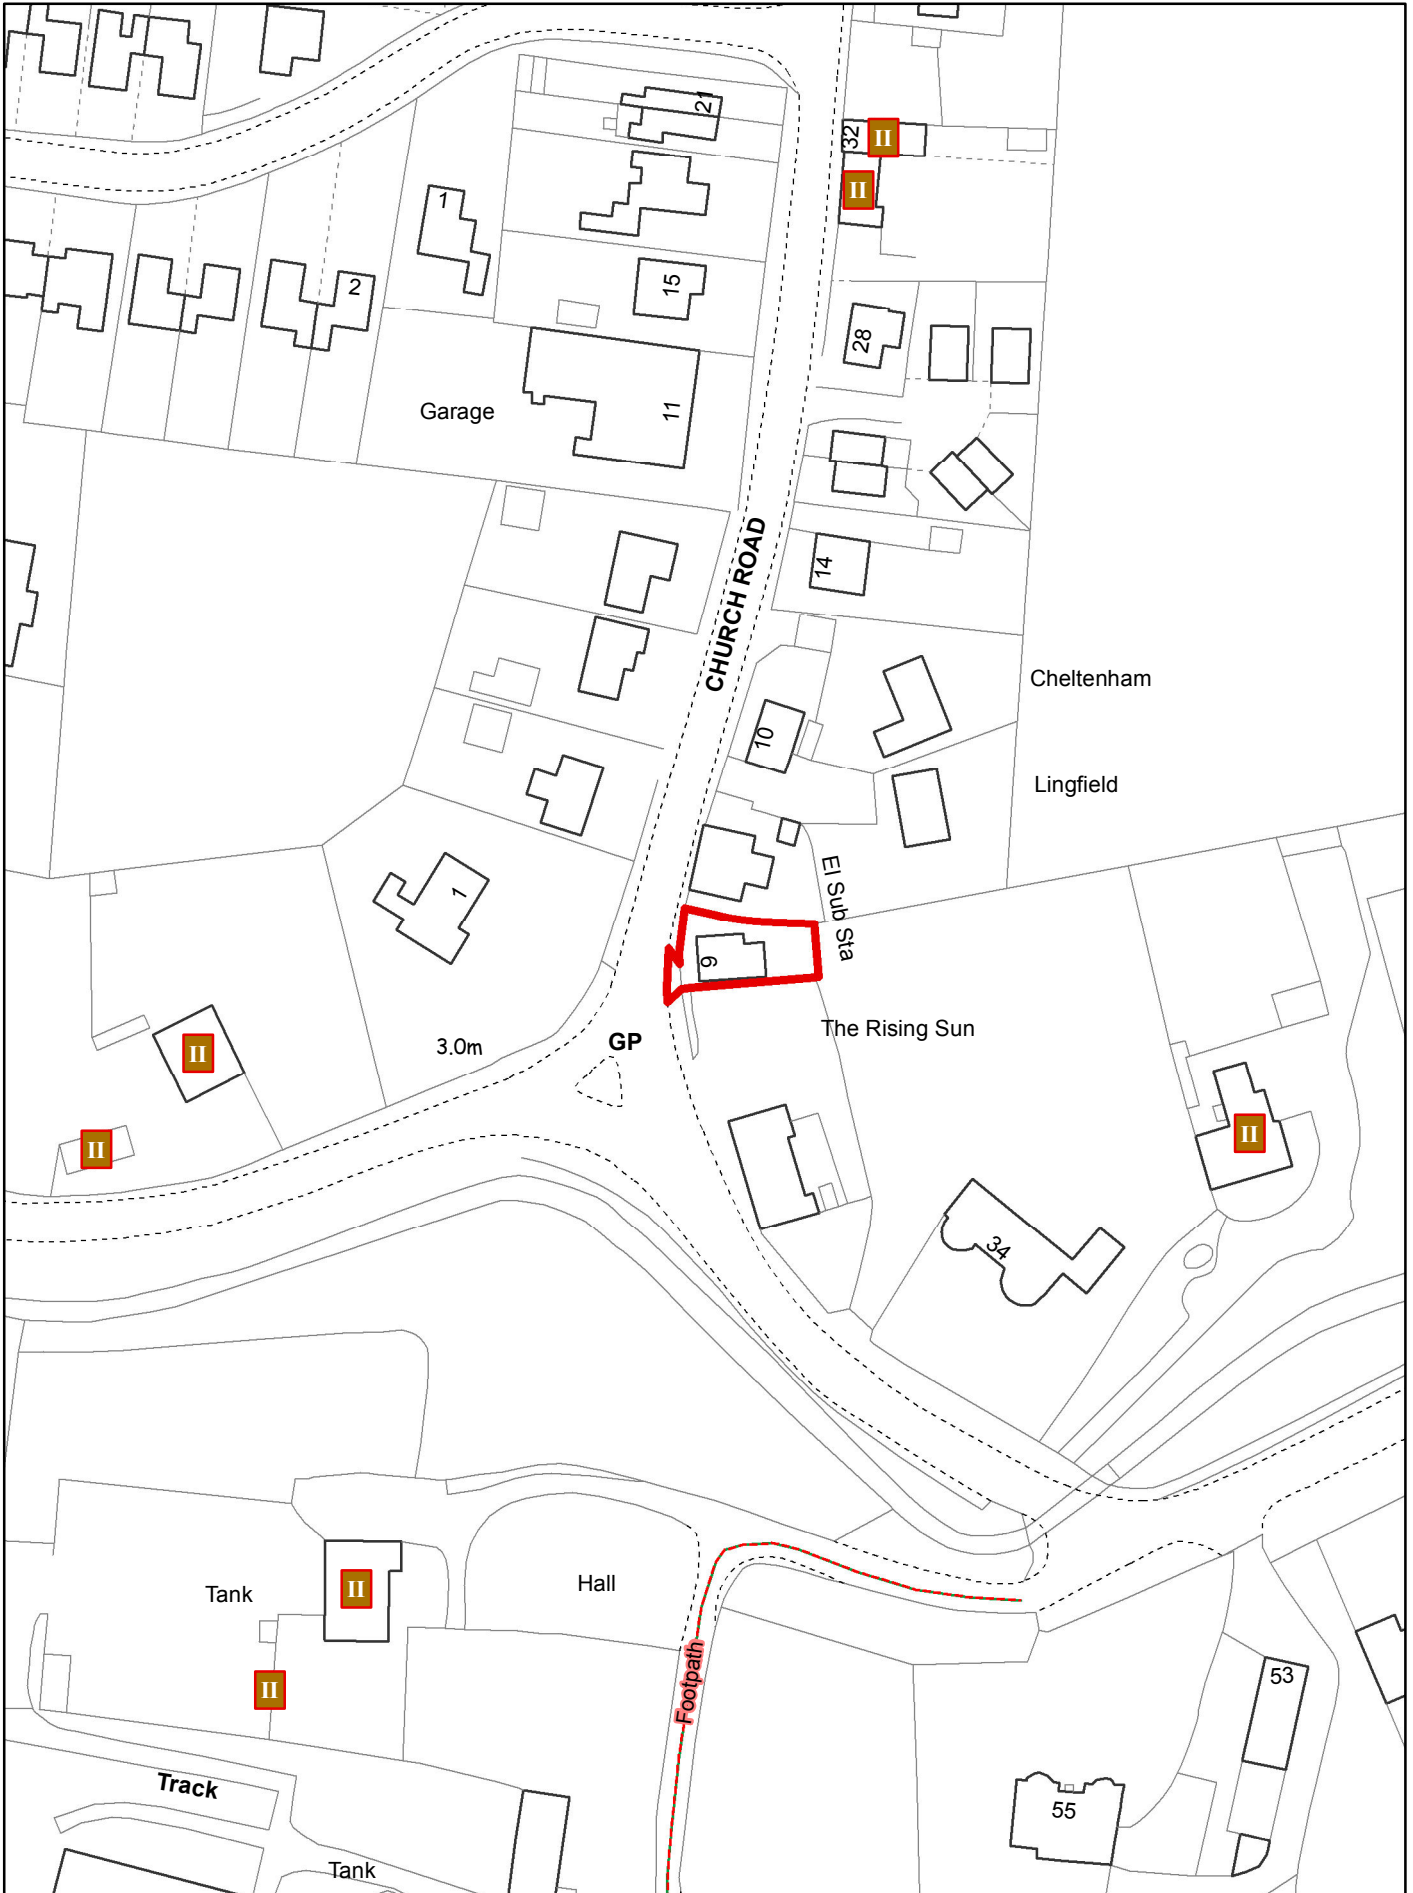 21
32
II
II
1
2
15
28
Garage
11
CHURCH ROAD
14
Cheltenham
10
Lingfield
1
El Sub Sta
9
The Rising Sun
GP
3.0m
II
II
II
34
Tank
II
Hall
II
Footpath
53
Track
55
Tank